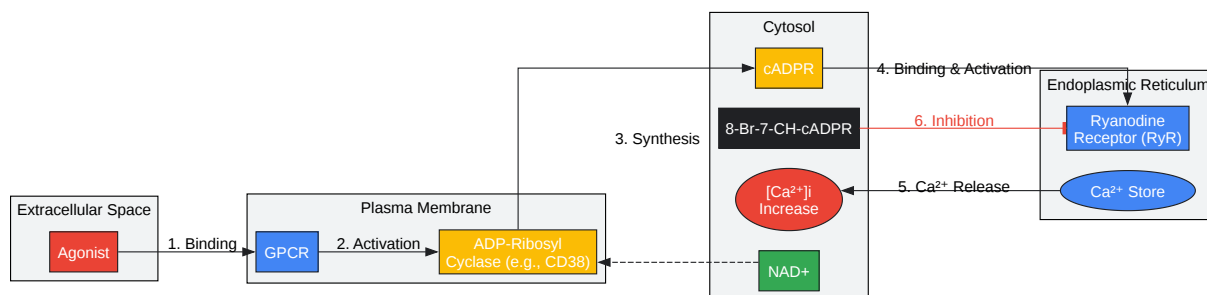 Cytosol
cADPR
4. Binding & Activation
Endoplasmic Reticulum
8-Br-7-CH-cADPR
6. Inhibition
Ryanodine
Receptor (RyR)
3. Synthesis
[Ca²⁺]i
Increase
5. Ca²⁺ Release
Ca²⁺ Store
Extracellular Space
Plasma Membrane
Agonist
1. Binding
GPCR
2. Activation
ADP-Ribosyl
Cyclase (e.g., CD38)
NAD+